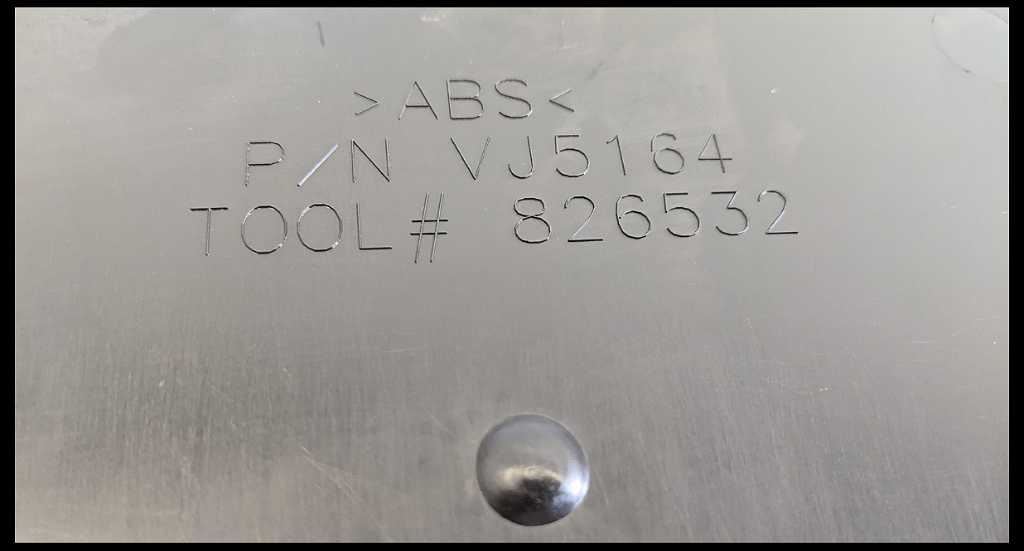 >ABS<
P/N VJ5164
TOOL# 826532